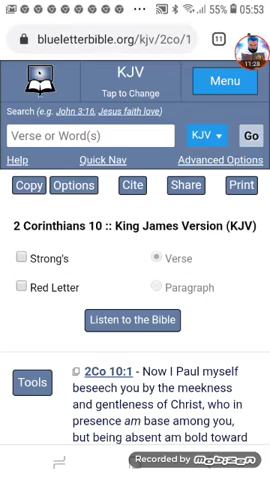 55% 05:53
blueletterbible.org/kjv/2co/1
11
11:28
KJV
Tap to Change
Menu
Search (e.g. John 3:16, Jesus faith love)
Verse or Word(s)
KJV
Go
Help Quick Nav Advanced Options
Copy Options Cite Share Print
2 Corinthians 10 :: King James Version (KJV)
Strong's Verse
Red Letter Paragraph
Listen to the Bible
Tools
2Co 10:1 - Now I Paul myself
beseech you by the meekness
and gentleness of Christ, who in
presence am base among you,
but being absent am bold toward
Recorded by Mobizen